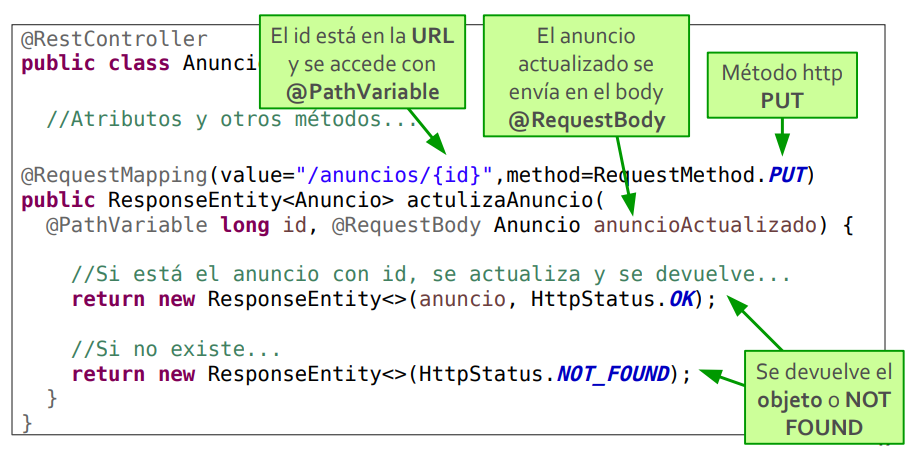 @RestController
public class Anunci
//Atributos y otros métodos...
@RequestMapping(value="/anuncios/{id}",method=RequestMethod.PUT)
public ResponseEntity<Anuncio> actulizaAnuncio(
@PathVariable long id, @RequestBody Anuncio anuncioActualizado) {
//Si está el anuncio con id, se actualiza y se devuelve...
return new ResponseEntity<>(anuncio, HttpStatus.OK);
//Si no existe...
return new ResponseEntity<>(HttpStatus.NOT_FOUND);
}
}
El id está en la URL
y se accede con
@PathVariable
El anuncio
actualizado se
envía en el body
@RequestBody
Método http
PUT
Se devuelve el
objeto o NOT
FOUND